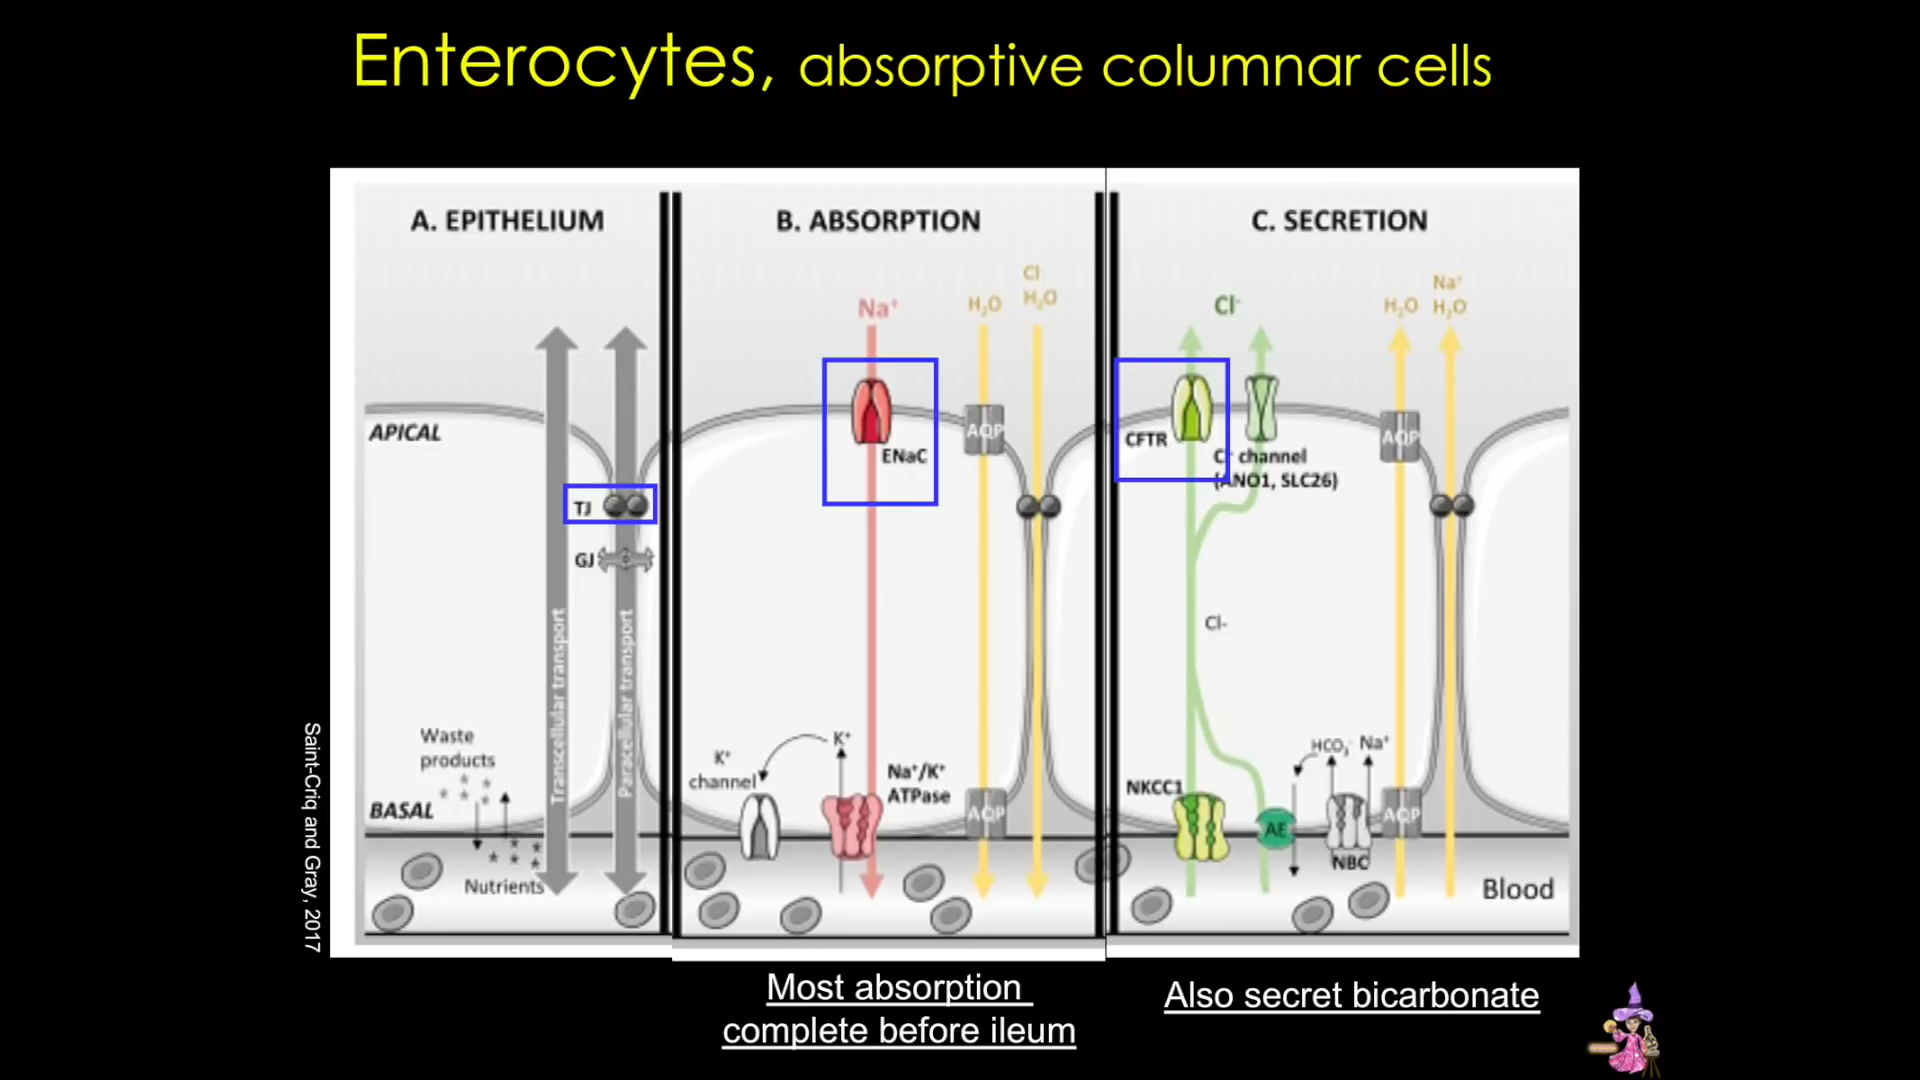 Enterocytes, absorptive columnar cells
A. EPITHELIUM
APICAL
TJ
GJ
Transcellular transport
Paracellular transport
Waste
products
BASAL
Nutrients
B. ABSORPTION
Na⁺
H₂O
Cl⁻
H₂O
ENaC
AQP
K⁺
K⁺
channel
Na⁺/K⁺
ATPase
AQP
C. SECRETION
Cl⁻
H₂O
Na⁺
H₂O
CFTR
Cl⁻ channel
(ANO1, SLC26)
AQP
Cl-
HCO₃⁻ Na⁺
NKCC1
AE
NBC
AQP
Blood
Saint-Criq and Gray, 2017
Most absorption
complete before ileum
Also secret bicarbonate